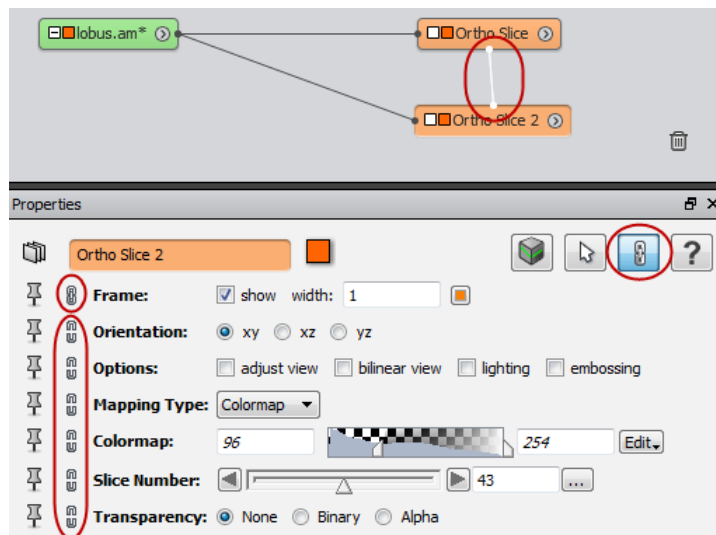 lobus.am*
Ortho Slice
Ortho Slice 2
Properties
Ortho Slice 2
?
Frame: show width: 1
Orientation: xy xz yz
Options: adjust view bilinear view lighting embossing
Mapping Type: Colormap
Colormap: 96 254 Edit
Slice Number: 43 ...
Transparency: None Binary Alpha